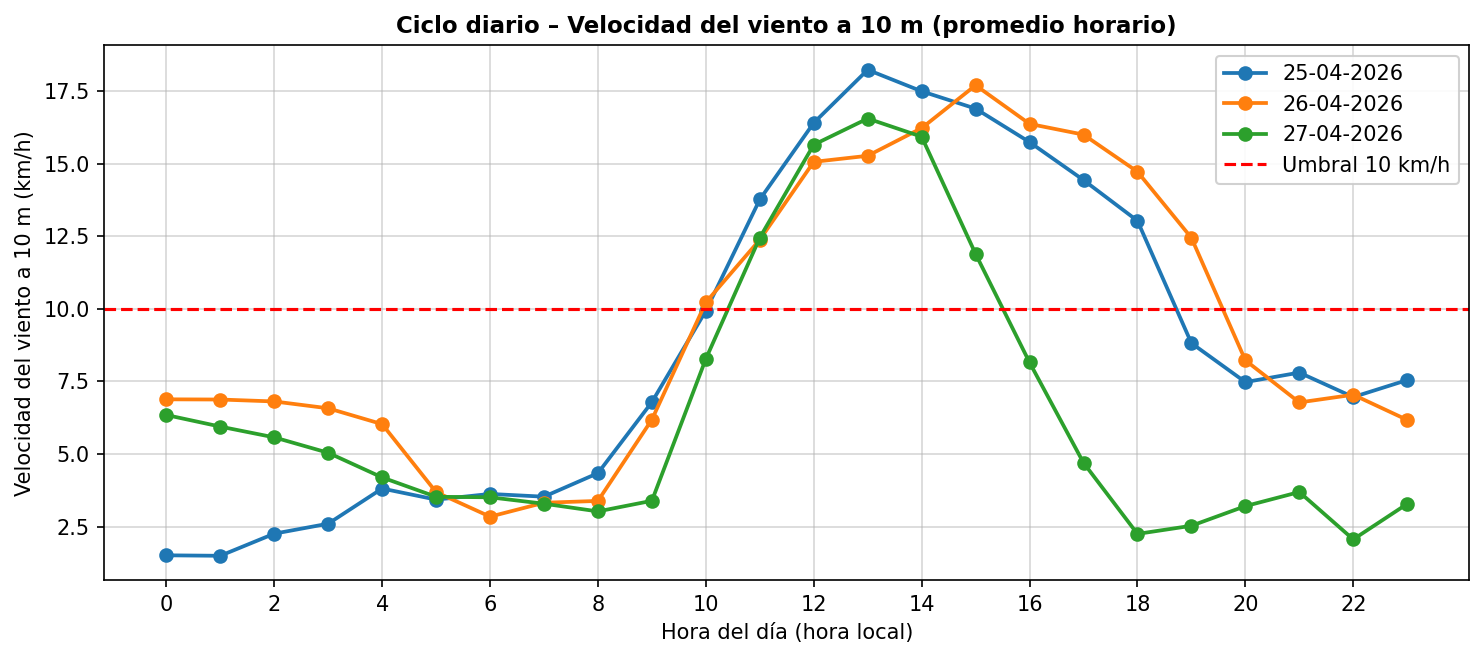 Ciclo diario – Velocidad del viento a 10 m (promedio horario)
Velocidad del viento a 10 m (km/h)
17.5
15.0
12.5
10.0
7.5
5.0
2.5
25-04-2026
26-04-2026
27-04-2026
Umbral 10 km/h
0 2 4 6 8 10 12 14 16 18 20 22
Hora del día (hora local)